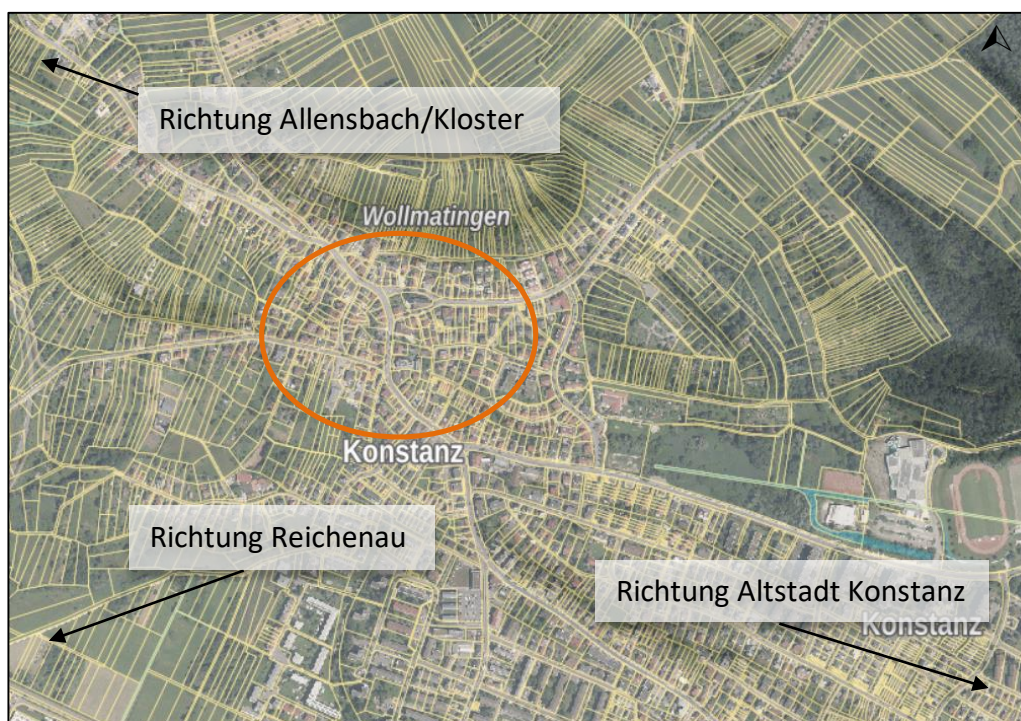 Richtung Allensbach/Kloster
Wollmatingen
Konstanz
Richtung Reichenau
Richtung Altstadt Konstanz
Konstanz